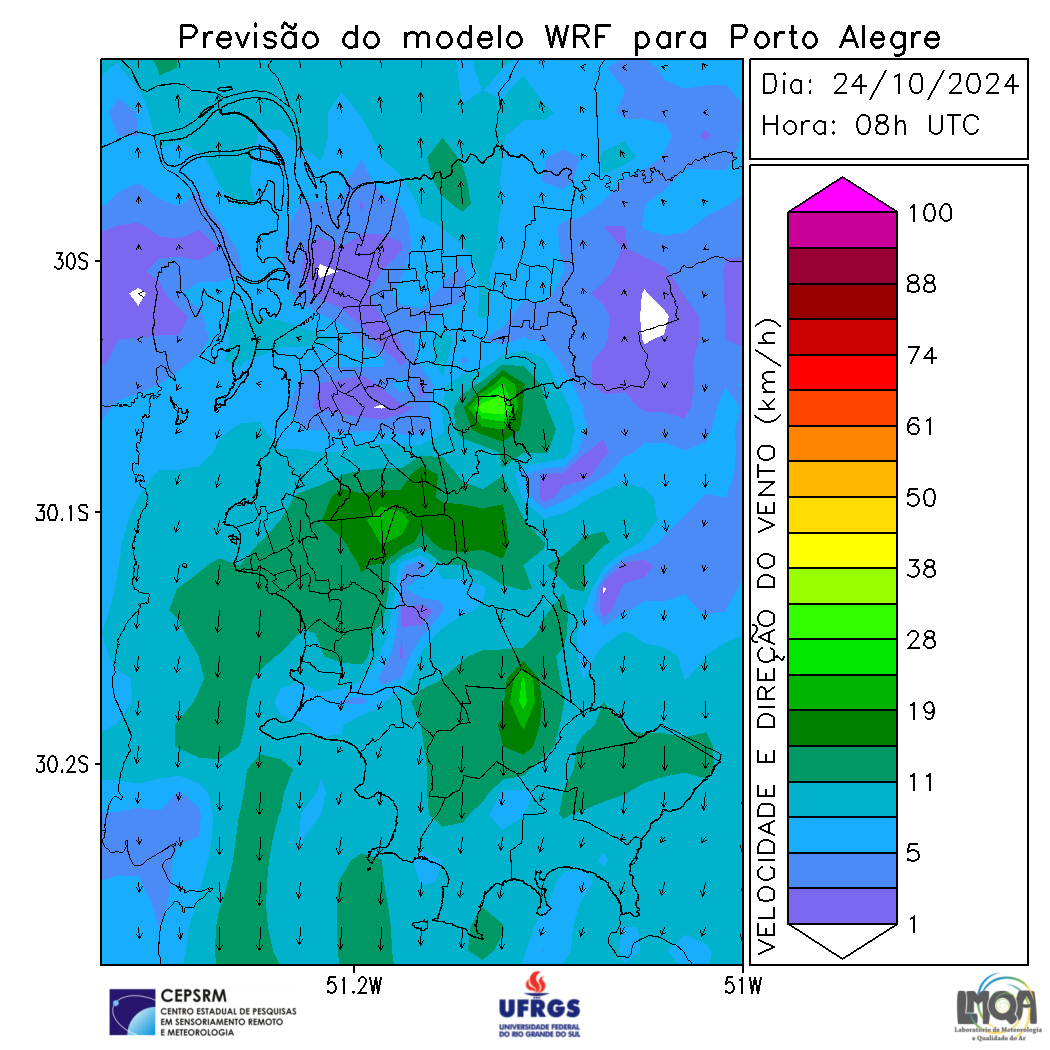 Previsão do modelo WRF para Porto Alegre
Dia: 24/10/2024
Hora: 08h UTC
30S
30.1S
30.2S
51.2W
51W
VELOCIDADE E DIREÇÃO DO VENTO (km/h)
100
88
74
61
50
38
28
19
11
5
1
CEPSRM
CENTRO ESTADUAL DE PESQUISAS
EM SENSORIAMENTO REMOTO
E METEOROLOGIA
UFRGS
UNIVERSIDADE FEDERAL
DO RIO GRANDE DO SUL
LMQA
Laboratório de Meteorologia
e Qualidade do Ar